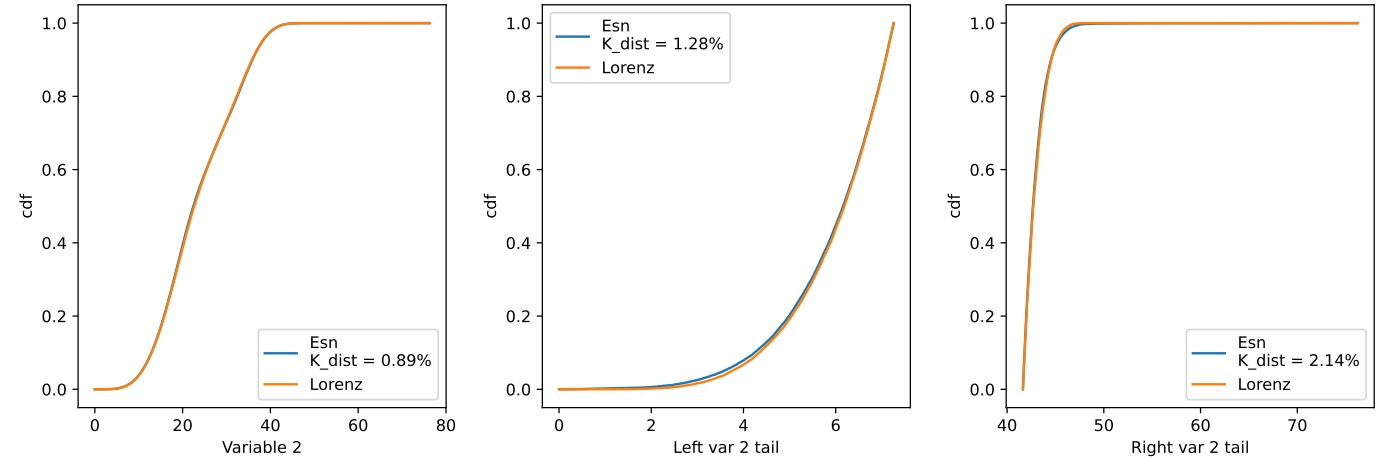 1.0
0.8
0.6
0.4
0.2
0.0
cdf
0 20 40 60 80
Variable 2
Esn
K_dist = 0.89%
Lorenz
1.0
0.8
0.6
0.4
0.2
0.0
cdf
0 2 4 6
Left var 2 tail
Esn
K_dist = 1.28%
Lorenz
1.0
0.8
0.6
0.4
0.2
0.0
cdf
40 50 60 70
Right var 2 tail
Esn
K_dist = 2.14%
Lorenz